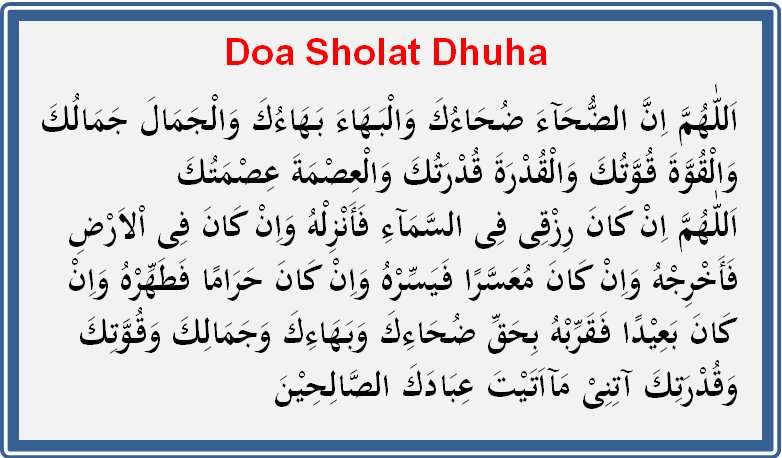 Doa Sholat Dhuha
اَللّٰهُمَّ اِنَّ الضُّحَآءَ ضُحَاءُكَ وَالْبَهَاءَ بَهَاءُكَ وَالْجَمَالَ جَمَالُكَ
وَالْقُوَّةَ قُوَّتُكَ وَالْقُدْرَةَ قُدْرَتُكَ وَالْعِصْمَةَ عِصْمَتُكَ
اَللّٰهُمَّ اِنْ كَانَ رِزْقِى فِى السَّمَآءِ فَأَنْزِلْهُ وَاِنْ كَانَ فِى اْلاَرْضِ
فَأَخْرِجْهُ وَاِنْ كَانَ مُعَسَّرًا فَيَسِّرْهُ وَاِنْ كَانَ حَرَامًا فَطَهِّرْهُ وَاِنْ
كَانَ بَعِيْدًا فَقَرِّبْهُ بِحَقِّ ضُحَاءِكَ وَبَهَاءِكَ وَجَمَالِكَ وَقُوَّتِكَ
وَقُدْرَتِكَ آتِنِىْ مَآاَتَيْتَ عِبَادَكَ الصَّالِحِيْنَ